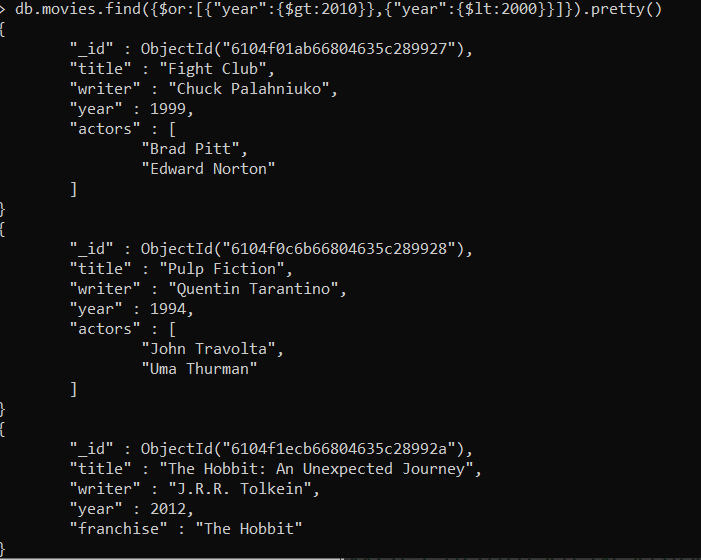 > db.movies.find({$or:[{"year":{$gt:2010}},{"year":{$lt:2000}}]}).pretty()
{
"_id" : ObjectId("6104f01ab66804635c289927"),
"title" : "Fight Club",
"writer" : "Chuck Palahniuko",
"year" : 1999,
"actors" : [
"Brad Pitt",
"Edward Norton"
]
}
{
"_id" : ObjectId("6104f0c6b66804635c289928"),
"title" : "Pulp Fiction",
"writer" : "Quentin Tarantino",
"year" : 1994,
"actors" : [
"John Travolta",
"Uma Thurman"
]
}
{
"_id" : ObjectId("6104f1ecb66804635c28992a"),
"title" : "The Hobbit: An Unexpected Journey",
"writer" : "J.R.R. Tolkein",
"year" : 2012,
"franchise" : "The Hobbit"
}